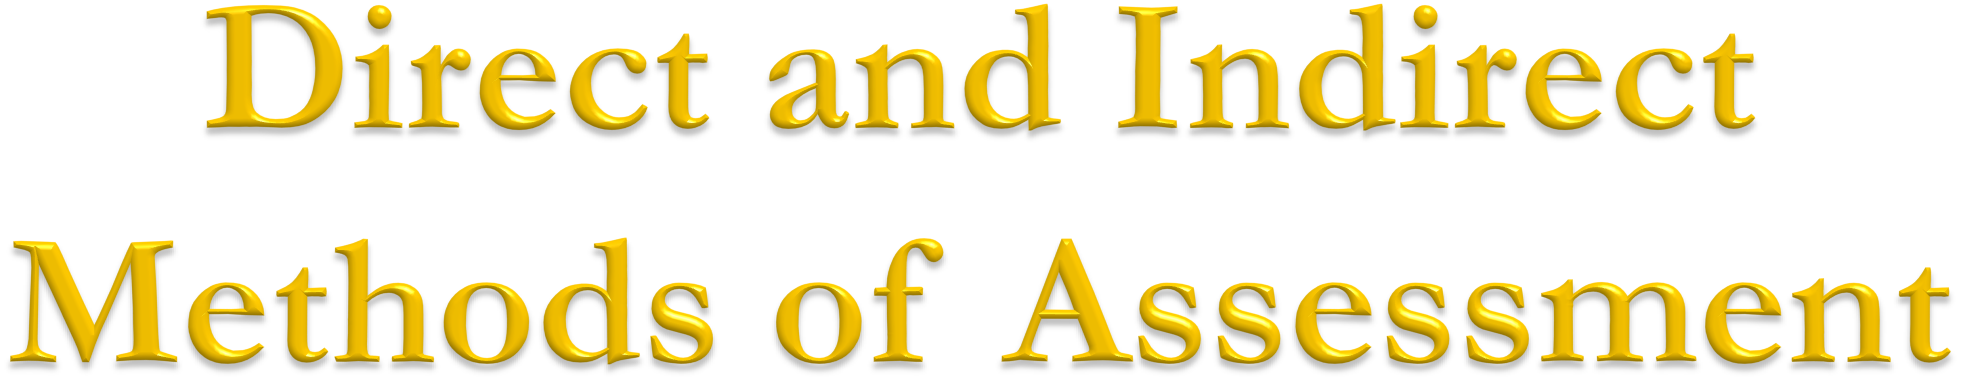 Direct and Indirect
Methods of Assessment